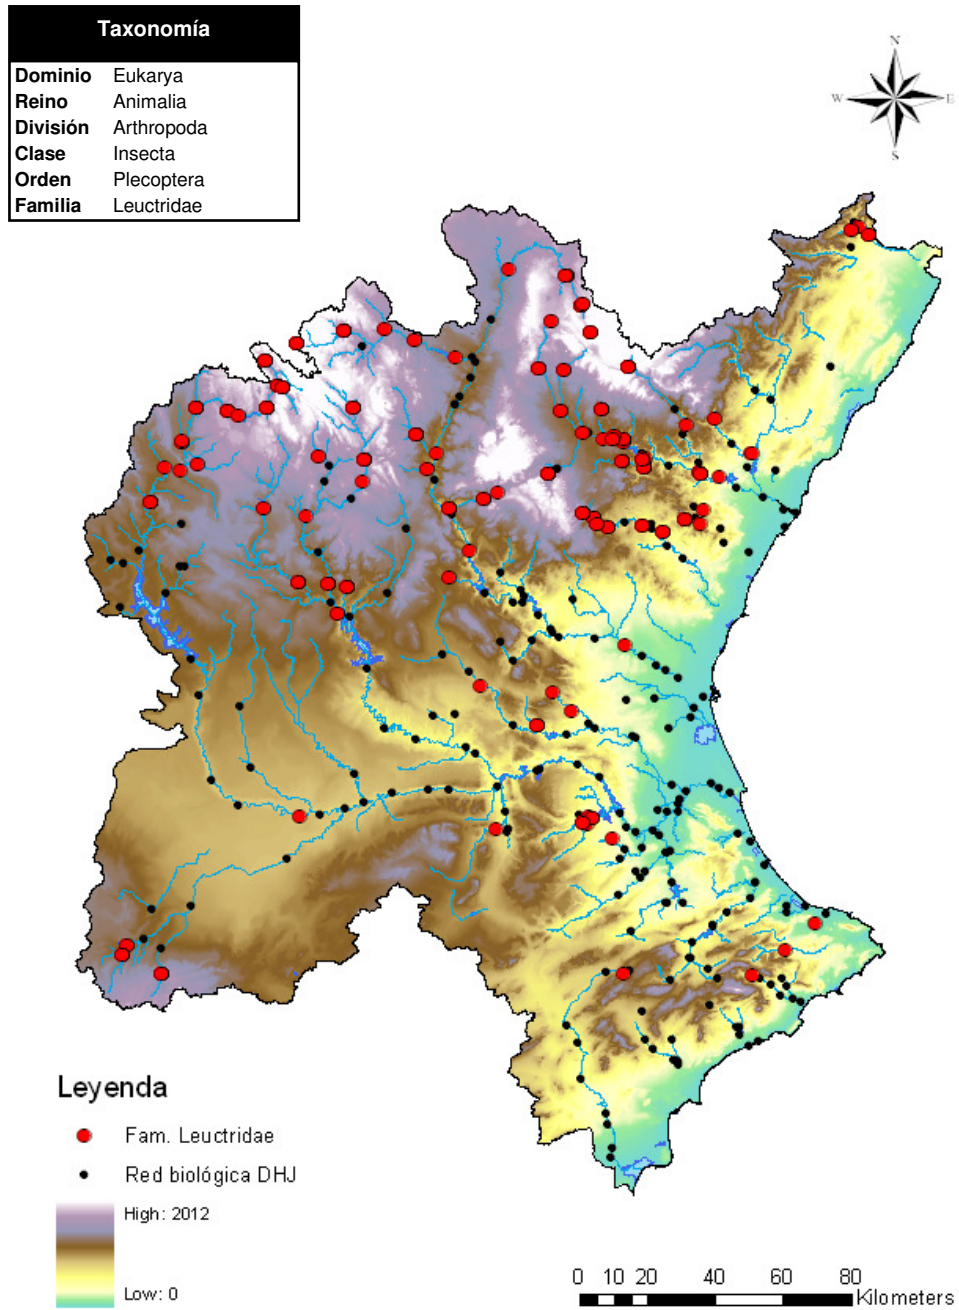 Taxonomía
Dominio Eukarya
Reino Animalia
División Arthropoda
Clase Insecta
Orden Plecoptera
Familia Leuctridae
N
W E
S
Leyenda
Fam. Leuctridae
Red biológica DHJ
High: 2012
Low: 0
0 10 20 40 60 80
Kilometers